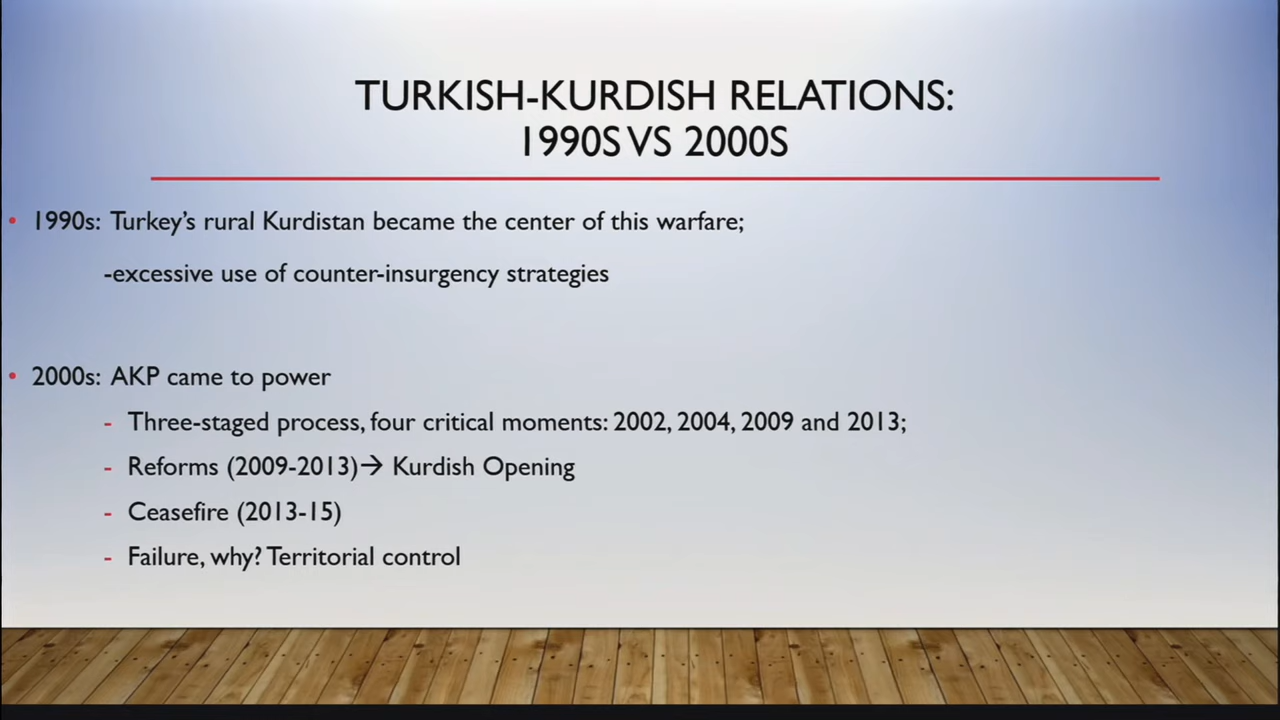 TURKISH-KURDISH RELATIONS:
1990S VS 2000S
• 1990s: Turkey's rural Kurdistan became the center of this warfare;
-excessive use of counter-insurgency strategies
• 2000s: AKP came to power
- Three-staged process, four critical moments: 2002, 2004, 2009 and 2013;
- Reforms (2009-2013)→ Kurdish Opening
- Ceasefire (2013-15)
- Failure, why? Territorial control